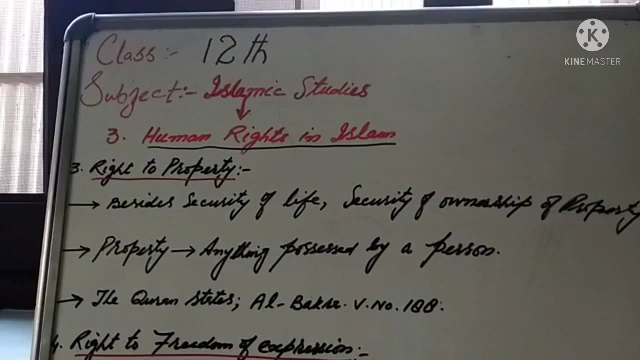 Class:- 12th
KINEMASTER
Subject:- Islamic Studies
3. Human Rights in Islam
3. Right to Property:-
→ Besides Security of life, Security of ownership of Property
→ Property → Anything possessed by a person.
→ The Quran States; Al-Bakra. V. No. 188.
4. Right to Freedom of expression:-